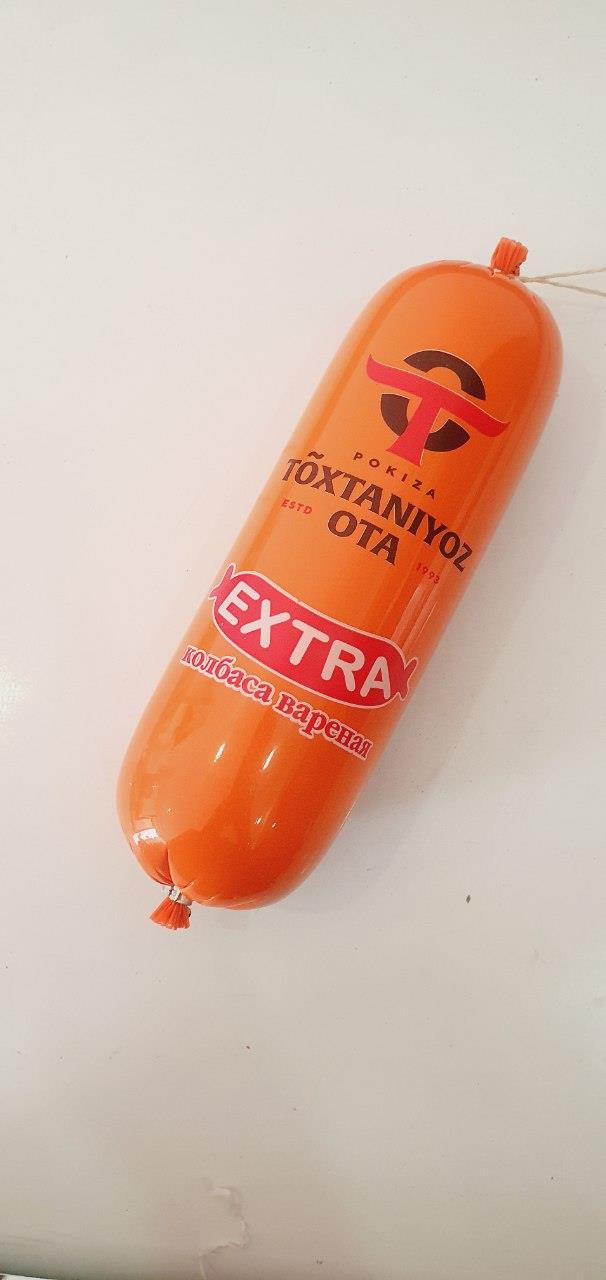 POKIZA
TÕXTANIYOZ
ESTD OTA 1993
EXTRA
колбаса вареная